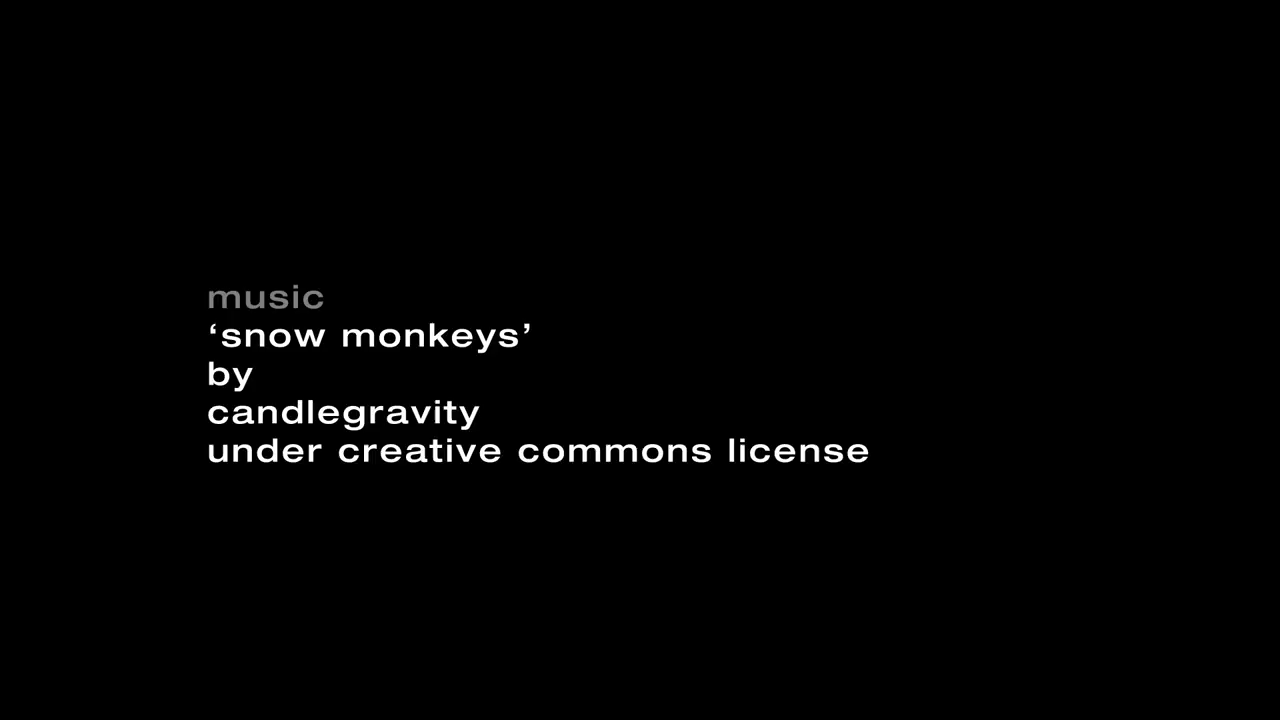 music
‘snow monkeys’
by
candlegravity
under creative commons license